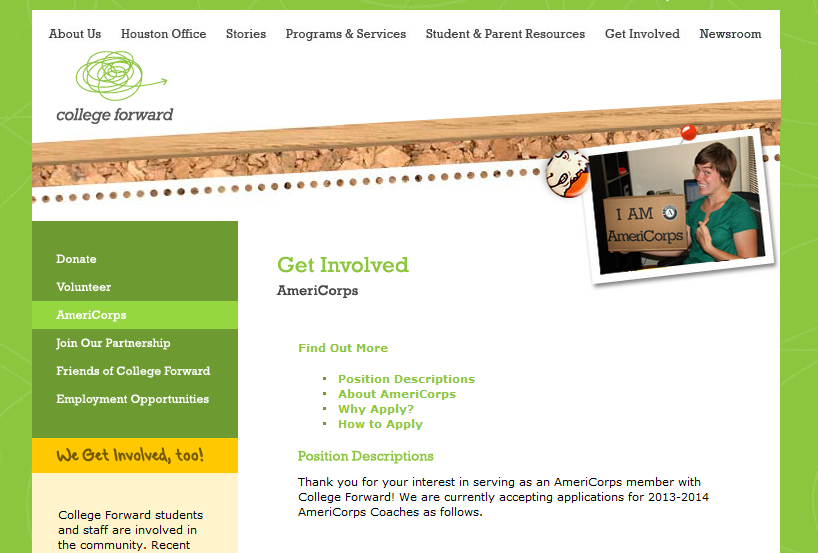 About Us Houston Office Stories Programs & Services Student & Parent Resources Get Involved Newsroom
college forward
I AM
AmeriCorps
Donate
Volunteer
AmeriCorps
Join Our Partnership
Friends of College Forward
Employment Opportunities
We Get Involved, too!
College Forward students
and staff are involved in
the community. Recent
Get Involved
AmeriCorps
Find Out More
Position Descriptions
About AmeriCorps
Why Apply?
How to Apply
Position Descriptions
Thank you for your interest in serving as an AmeriCorps member with
College Forward! We are currently accepting applications for 2013-2014
AmeriCorps Coaches as follows.